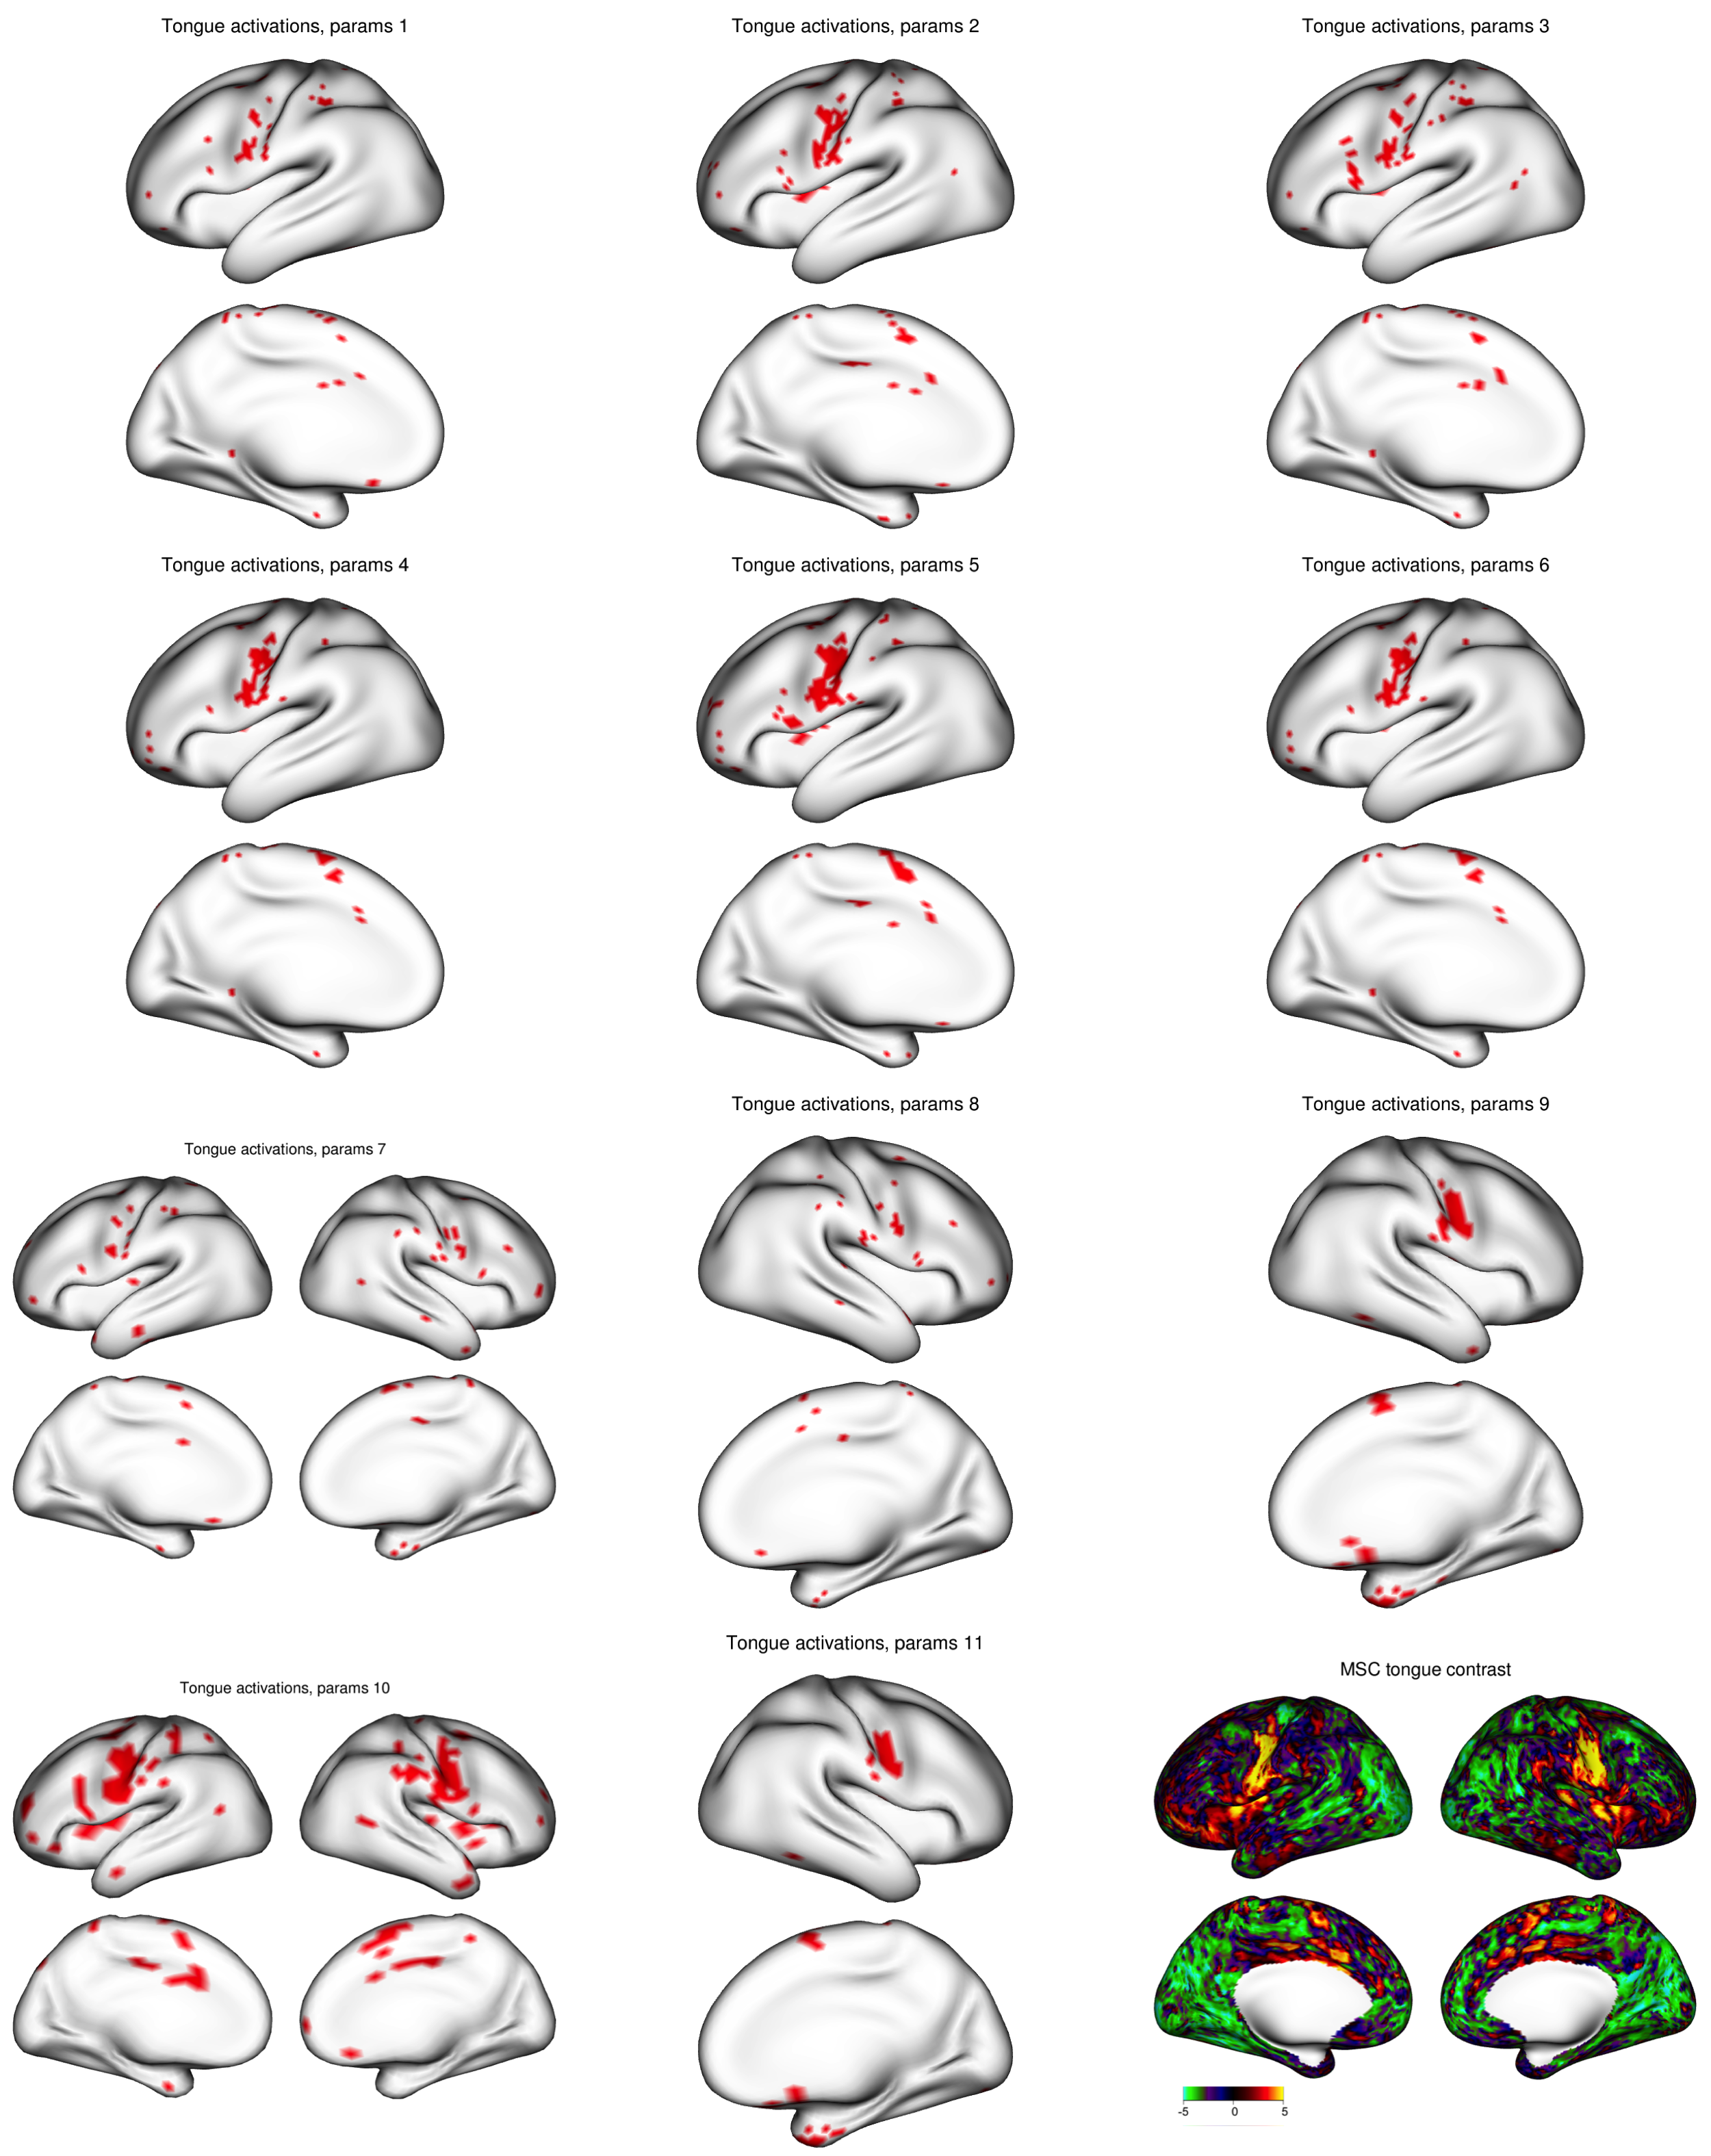 Tongue activations, params 1
Tongue activations, params 2
Tongue activations, params 3
Tongue activations, params 4
Tongue activations, params 5
Tongue activations, params 6
Tongue activations, params 7
Tongue activations, params 8
Tongue activations, params 9
Tongue activations, params 10
Tongue activations, params 11
MSC tongue contrast
-5 0 5